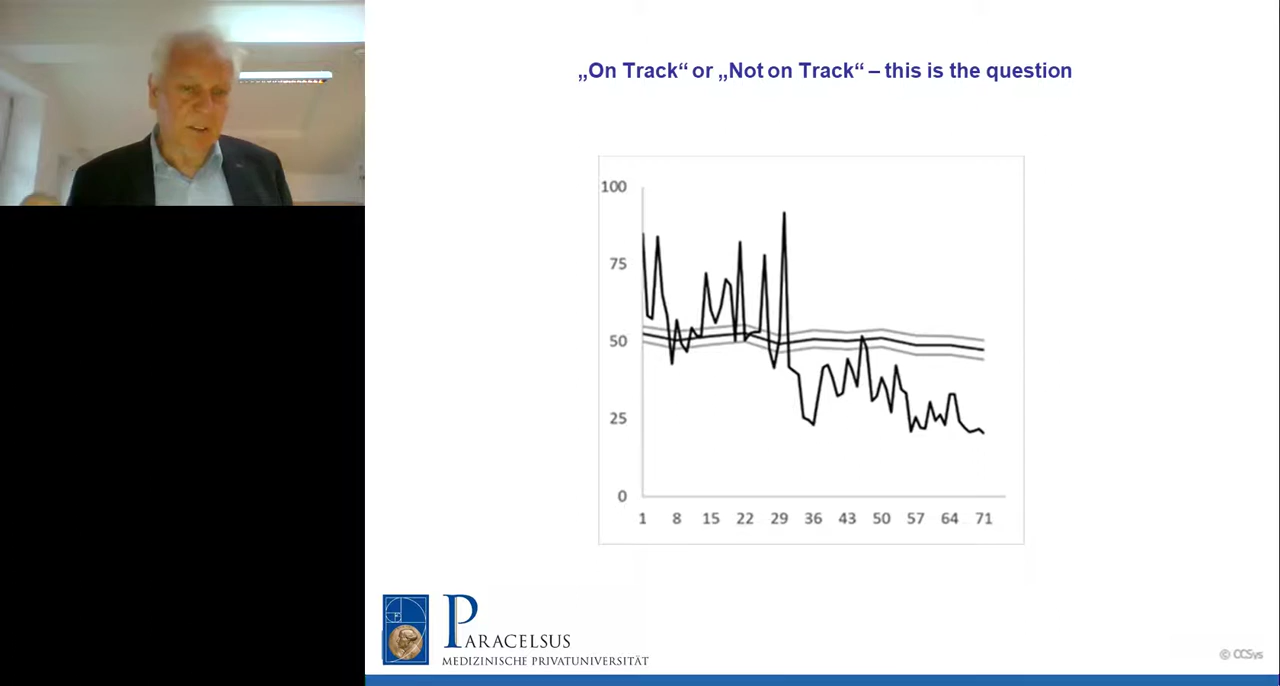 „On Track“ or „Not on Track“ – this is the question
100
75
50
25
0
1 8 15 22 29 36 43 50 57 64 71
PARACELSUS
MEDIZINISCHE PRIVATUNIVERSITÄT
© CCSys